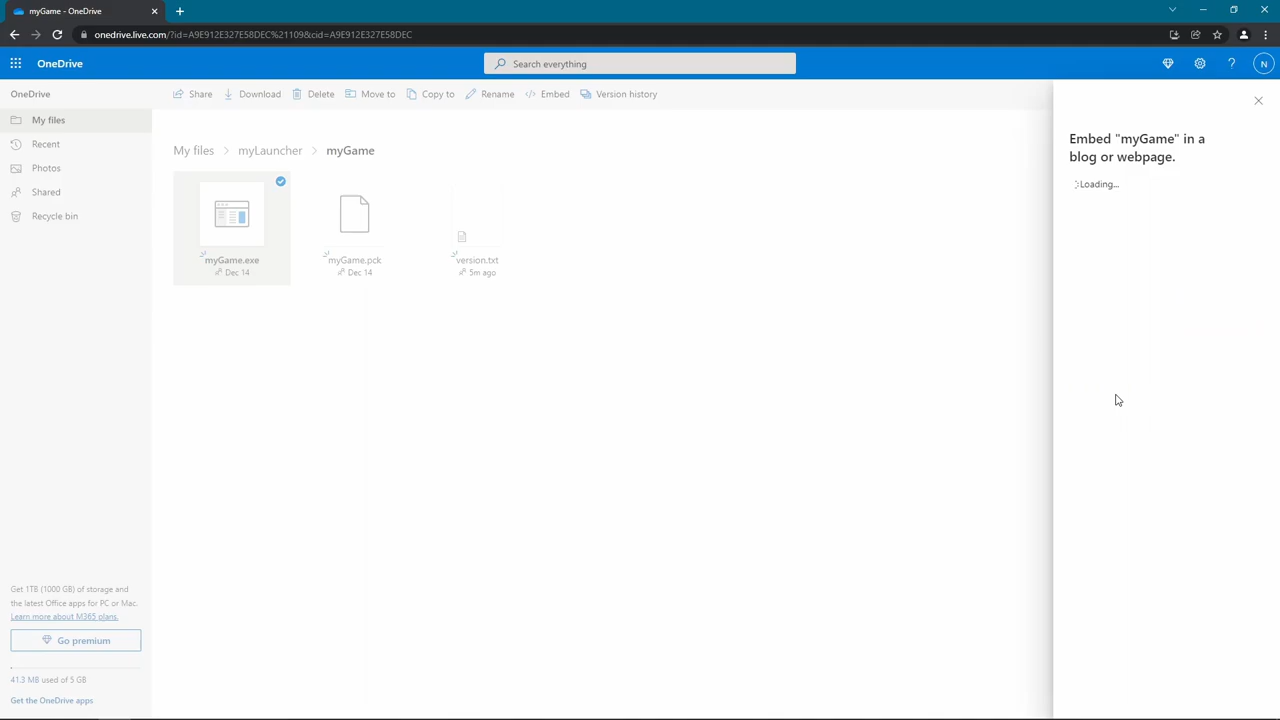 myGame - OneDrive
onedrive.live.com/?id=A9E912E327E58DEC%21109&cid=A9E912E327E58DEC
OneDrive
Search everything
?
N
OneDrive
Share
Download
Delete
Move to
Copy to
Rename
Embed
Version history
My files
Recent
Photos
Shared
Recycle bin
My files > myLauncher > myGame
myGame.exe
Dec 14
myGame.pck
Dec 14
version.txt
5m ago
Embed "myGame" in a
blog or webpage.
Loading...
Get 1TB (1000 GB) of storage and
the latest Office apps for PC or Mac.
Learn more about M365 plans.
Go premium
41.3 MB used of 5 GB
Get the OneDrive apps